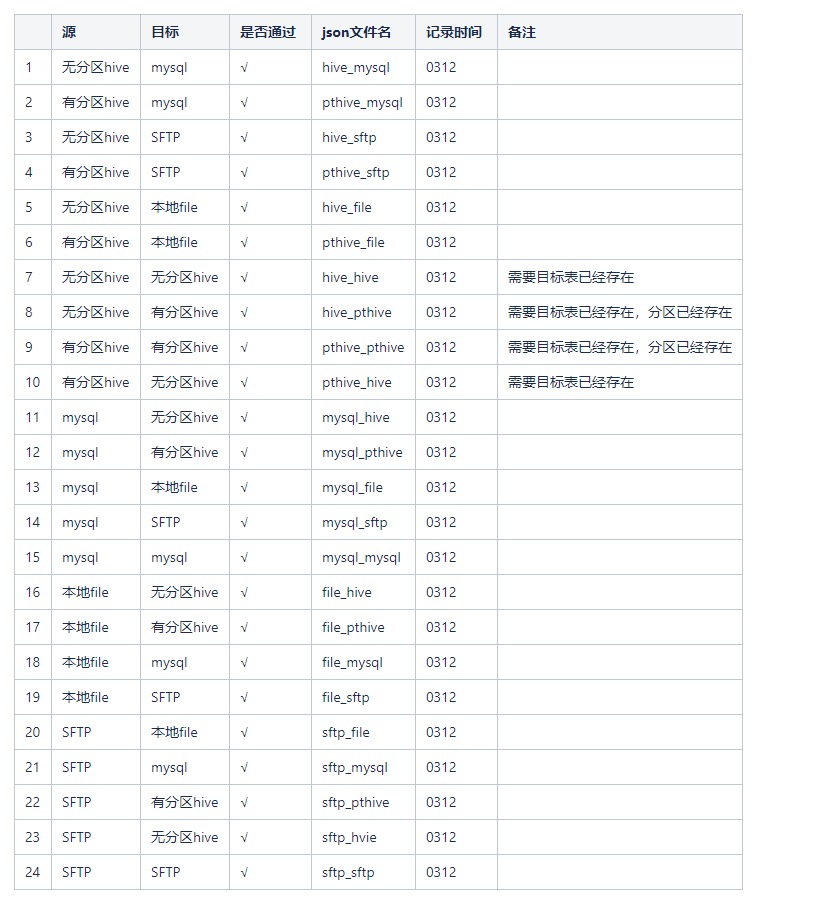 源 目标 是否通过 json文件名 记录时间 备注
1 无分区hive mysql √ hive_mysql 0312
2 有分区hive mysql √ pthive_mysql 0312
3 无分区hive SFTP √ hive_sftp 0312
4 有分区hive SFTP √ pthive_sftp 0312
5 无分区hive 本地file √ hive_file 0312
6 有分区hive 本地file √ pthive_file 0312
7 无分区hive 无分区hive √ hive_hive 0312 需要目标表已经存在
8 无分区hive 有分区hive √ hive_pthive 0312 需要目标表已经存在，分区已经存在
9 有分区hive 有分区hive √ pthive_pthive 0312 需要目标表已经存在，分区已经存在
10 有分区hive 无分区hive √ pthive_hive 0312 需要目标表已经存在
11 mysql 无分区hive √ mysql_hive 0312
12 mysql 有分区hive √ mysql_pthive 0312
13 mysql 本地file √ mysql_file 0312
14 mysql SFTP √ mysql_sftp 0312
15 mysql mysql √ mysql_mysql 0312
16 本地file 无分区hive √ file_hive 0312
17 本地file 有分区hive √ file_pthive 0312
18 本地file mysql √ file_mysql 0312
19 本地file SFTP √ file_sftp 0312
20 SFTP 本地file √ sftp_file 0312
21 SFTP mysql √ sftp_mysql 0312
22 SFTP 有分区hive √ sftp_pthive 0312
23 SFTP 无分区hive √ sftp_hvie 0312
24 SFTP SFTP √ sftp_sftp 0312